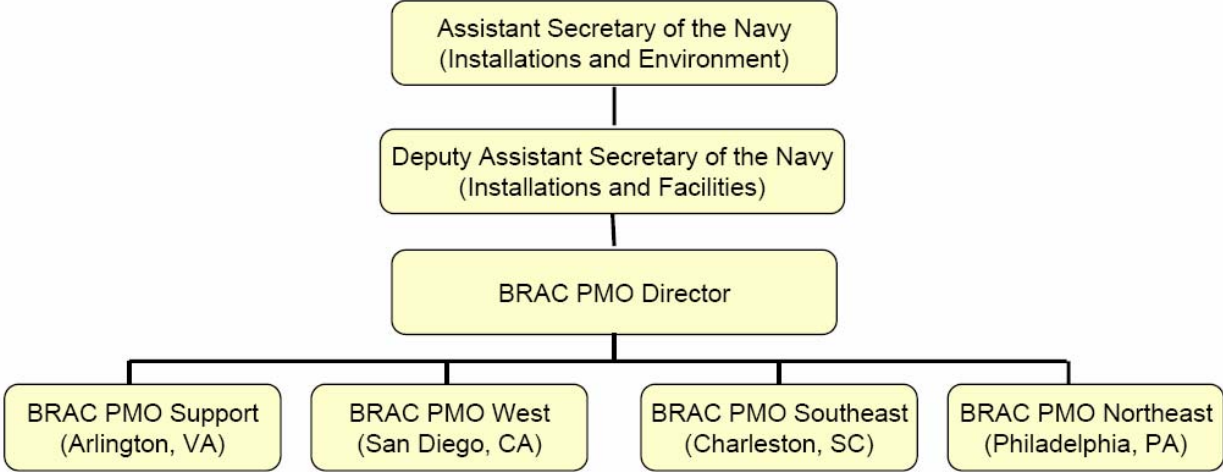 Assistant Secretary of the Navy
(Installations and Environment)
Deputy Assistant Secretary of the Navy
(Installations and Facilities)
BRAC PMO Director
BRAC PMO Support
(Arlington, VA)
BRAC PMO West
(San Diego, CA)
BRAC PMO Southeast
(Charleston, SC)
BRAC PMO Northeast
(Philadelphia, PA)